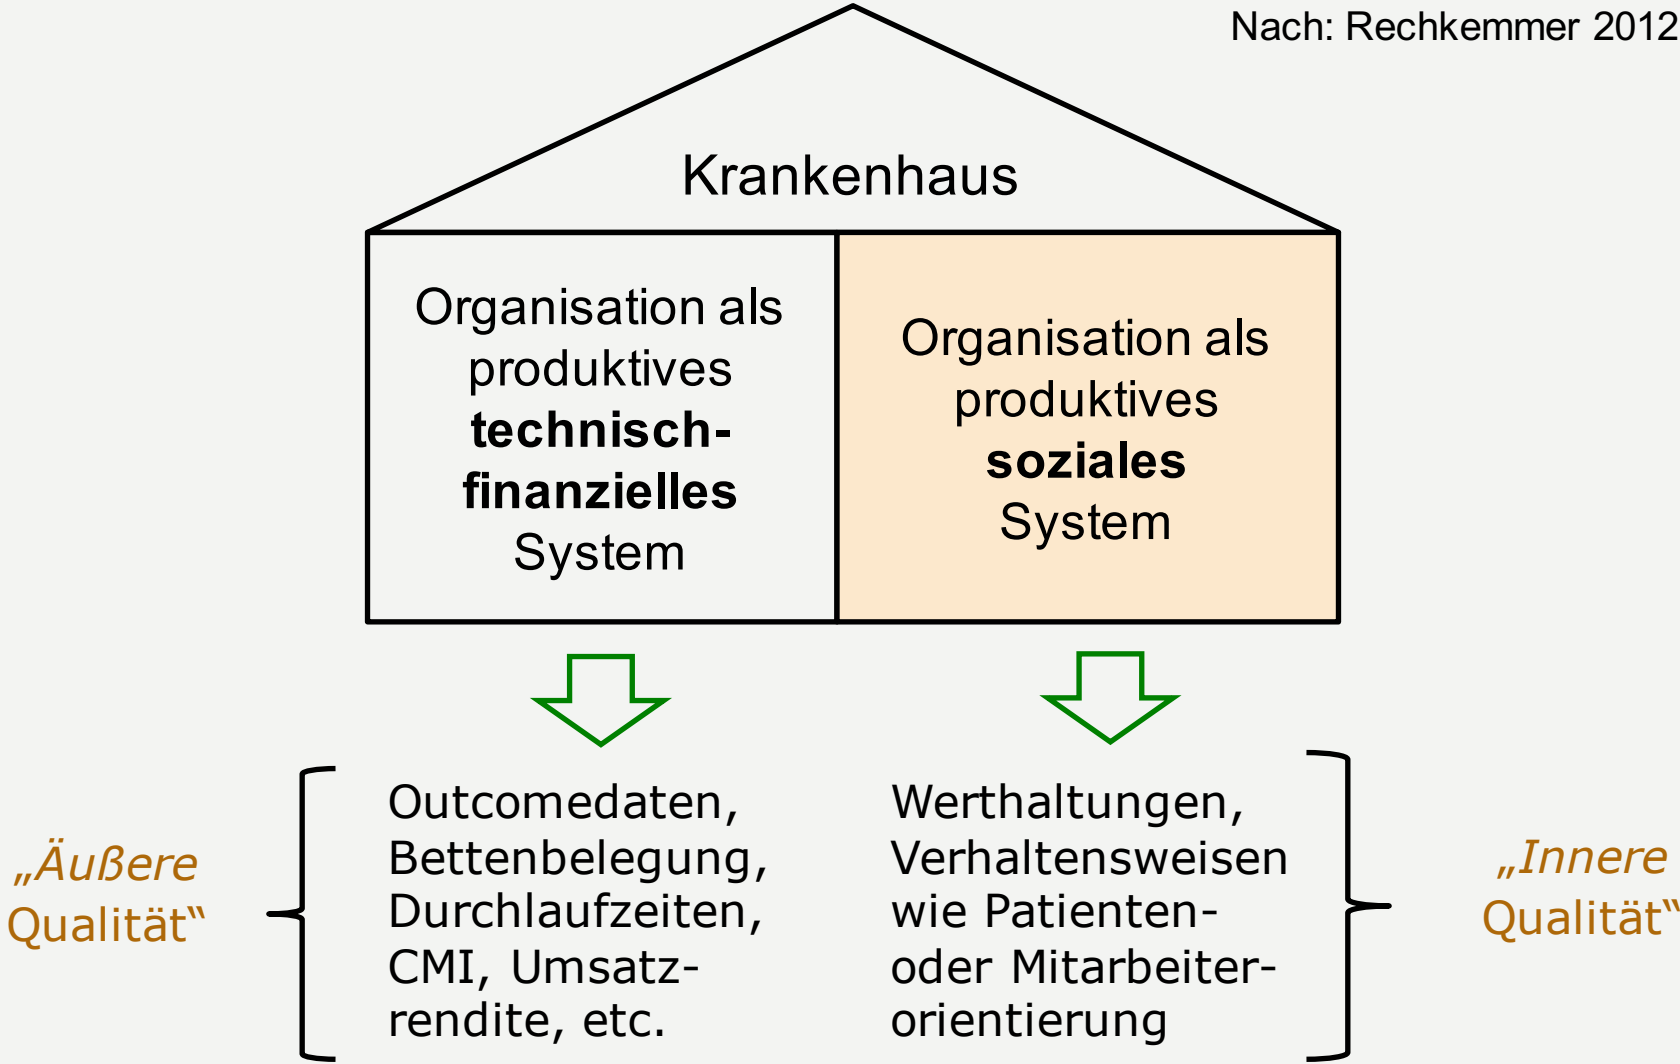 Nach: Rechkemmer 2012
Krankenhaus
Organisation als
produktives
technisch-
finanzielles
System
Organisation als
produktives
soziales
System
„Äußere
Qualität“
Outcomedaten,
Bettenbelegung,
Durchlaufzeiten,
CMI, Umsatz-
rendite, etc.
Werthaltungen,
Verhaltensweisen
wie Patienten-
oder Mitarbeiter-
orientierung
„Innere
Qualität“